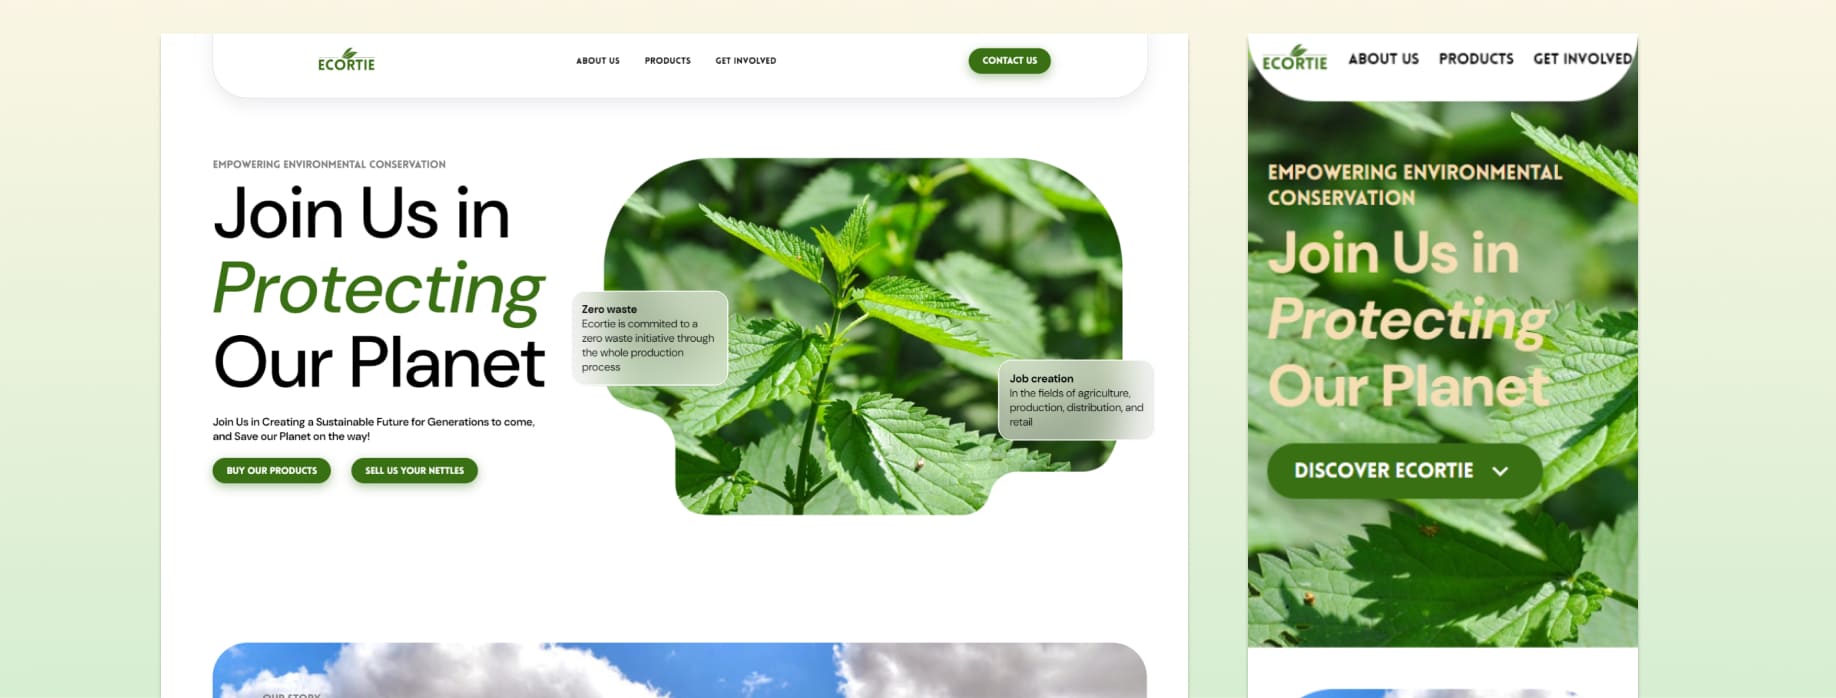 ECORTIE
ABOUT US
PRODUCTS
GET INVOLVED
CONTACT US
EMPOWERING ENVIRONMENTAL CONSERVATION
Join Us in
Protecting
Our Planet
Join Us in Creating a Sustainable Future for Generations to come,
and Save our Planet on the way!
BUY OUR PRODUCTS
SELL US YOUR NETTLES
Zero waste
Ecortie is commited to a
zero waste initiative through
the whole production
process
Job creation
In the fields of agriculture,
production, distribution, and
retail
OUR STORY
ECORTIE
ABOUT US
PRODUCTS
GET INVOLVED
EMPOWERING ENVIRONMENTAL
CONSERVATION
Join Us in
Protecting
Our Planet
DISCOVER ECORTIE